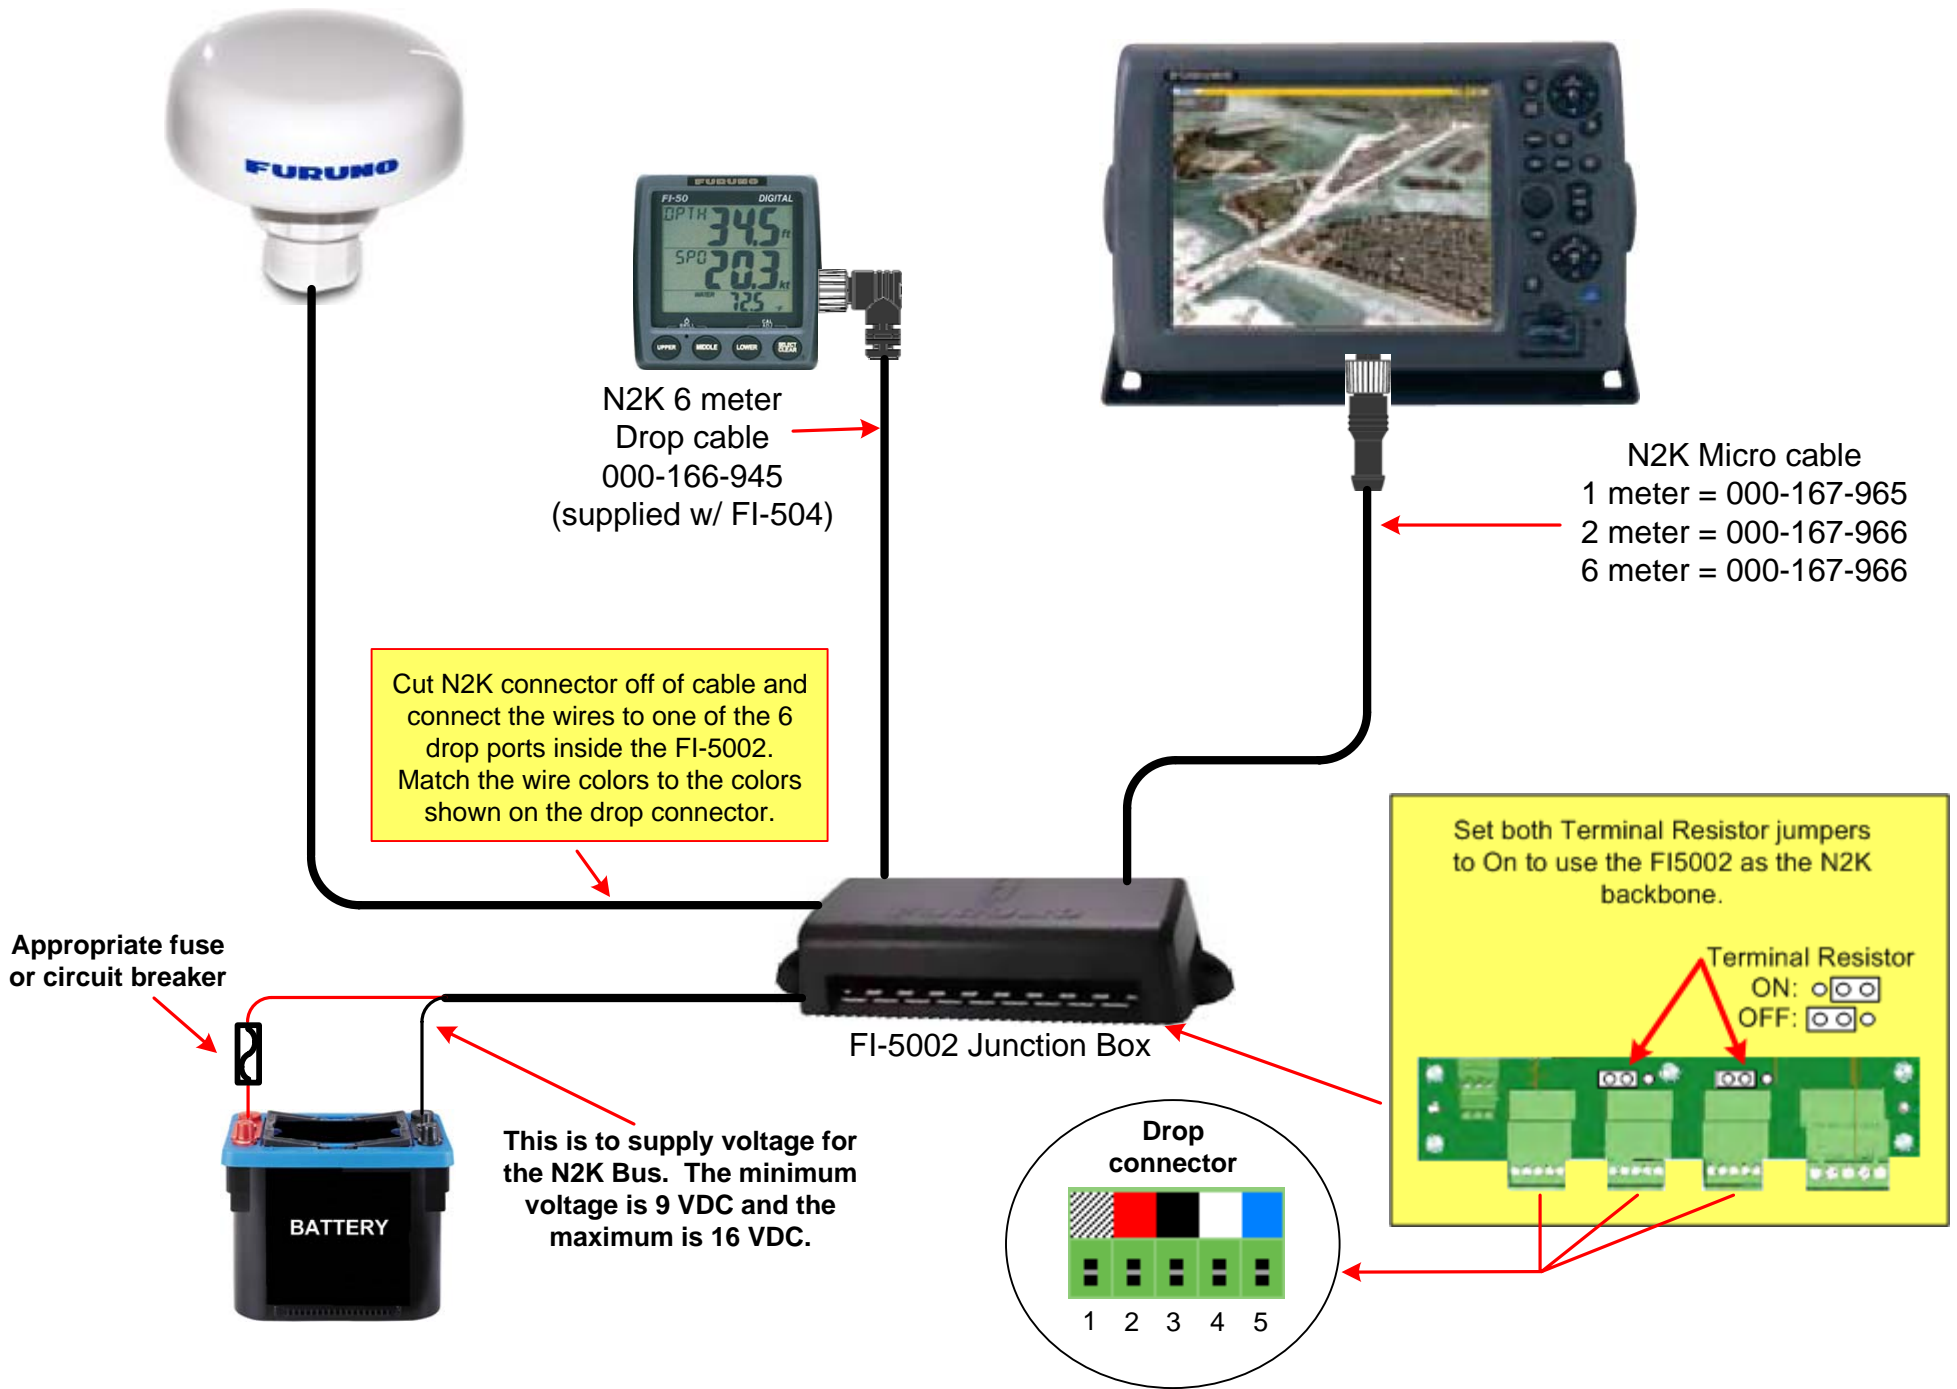 FURUNO
FURUNO
FI-50 DIGITAL
DPTH 34.5 ft
SPD 20.3 kt
WATER 72.5 °F
UPPER MIDDLE LOWER SELECT CLEAR
N2K 6 meter
Drop cable
000-166-945
(supplied w/ FI-504)
N2K Micro cable
1 meter = 000-167-965
2 meter = 000-167-966
6 meter = 000-167-966
Cut N2K connector off of cable and
connect the wires to one of the 6
drop ports inside the FI-5002.
Match the wire colors to the colors
shown on the drop connector.
Appropriate fuse
or circuit breaker
FURUNO
FI-5002 Junction Box
This is to supply voltage for
the N2K Bus.  The minimum
voltage is 9 VDC and the
maximum is 16 VDC.
BATTERY
Drop
connector
1 2 3 4 5
Set both Terminal Resistor jumpers
to On to use the FI5002 as the N2K
backbone.
Terminal Resistor
ON:
OFF: